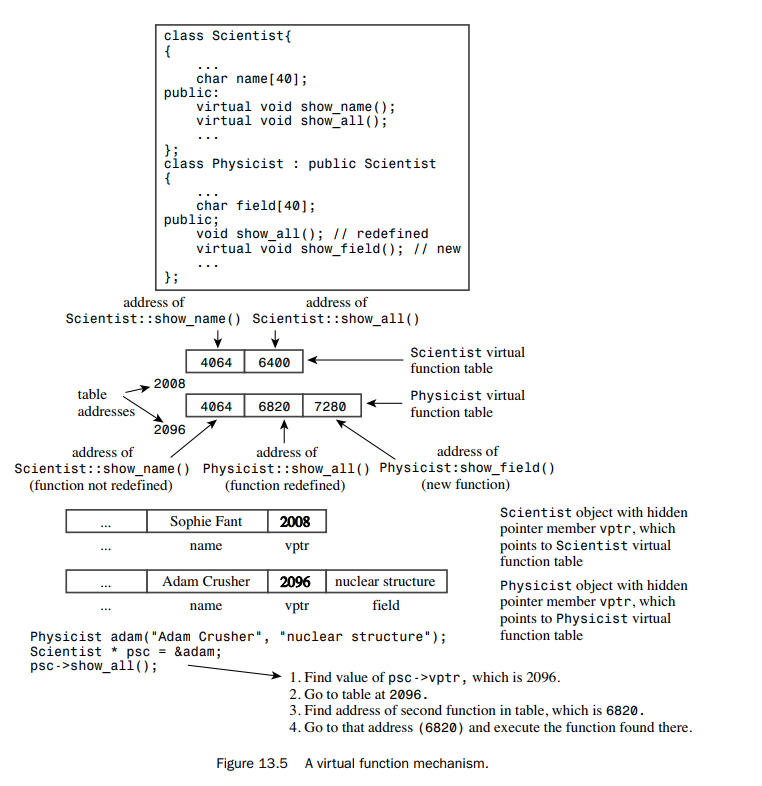 class Scientist{
{
...
char name[40];
public:
virtual void show_name();
virtual void show_all();
...
};
class Physicist : public Scientist
{
...
char field[40];
public;
void show_all(); // redefined
virtual void show_field(); // new
...
};
address of
Scientist::show_name()
address of
Scientist::show_all()
4064 6400
Scientist virtual
function table
2008
table
addresses
4064 6820 7280
Physicist virtual
function table
2096
address of
Scientist::show_name()
(function not redefined)
address of
Physicist::show_all()
(function redefined)
address of
Physicist:show_field()
(new function)
... Sophie Fant 2008
... name vptr
Scientist object with hidden
pointer member vptr, which
points to Scientist virtual
function table
... Adam Crusher 2096 nuclear structure
... name vptr field
Physicist object with hidden
pointer member vptr, which
points to Physicist virtual
function table
Physicist adam("Adam Crusher", "nuclear structure");
Scientist * psc = &adam;
psc->show_all();
1. Find value of psc->vptr, which is 2096.
2. Go to table at 2096.
3. Find address of second function in table, which is 6820.
4. Go to that address (6820) and execute the function found there.
Figure 13.5 A virtual function mechanism.